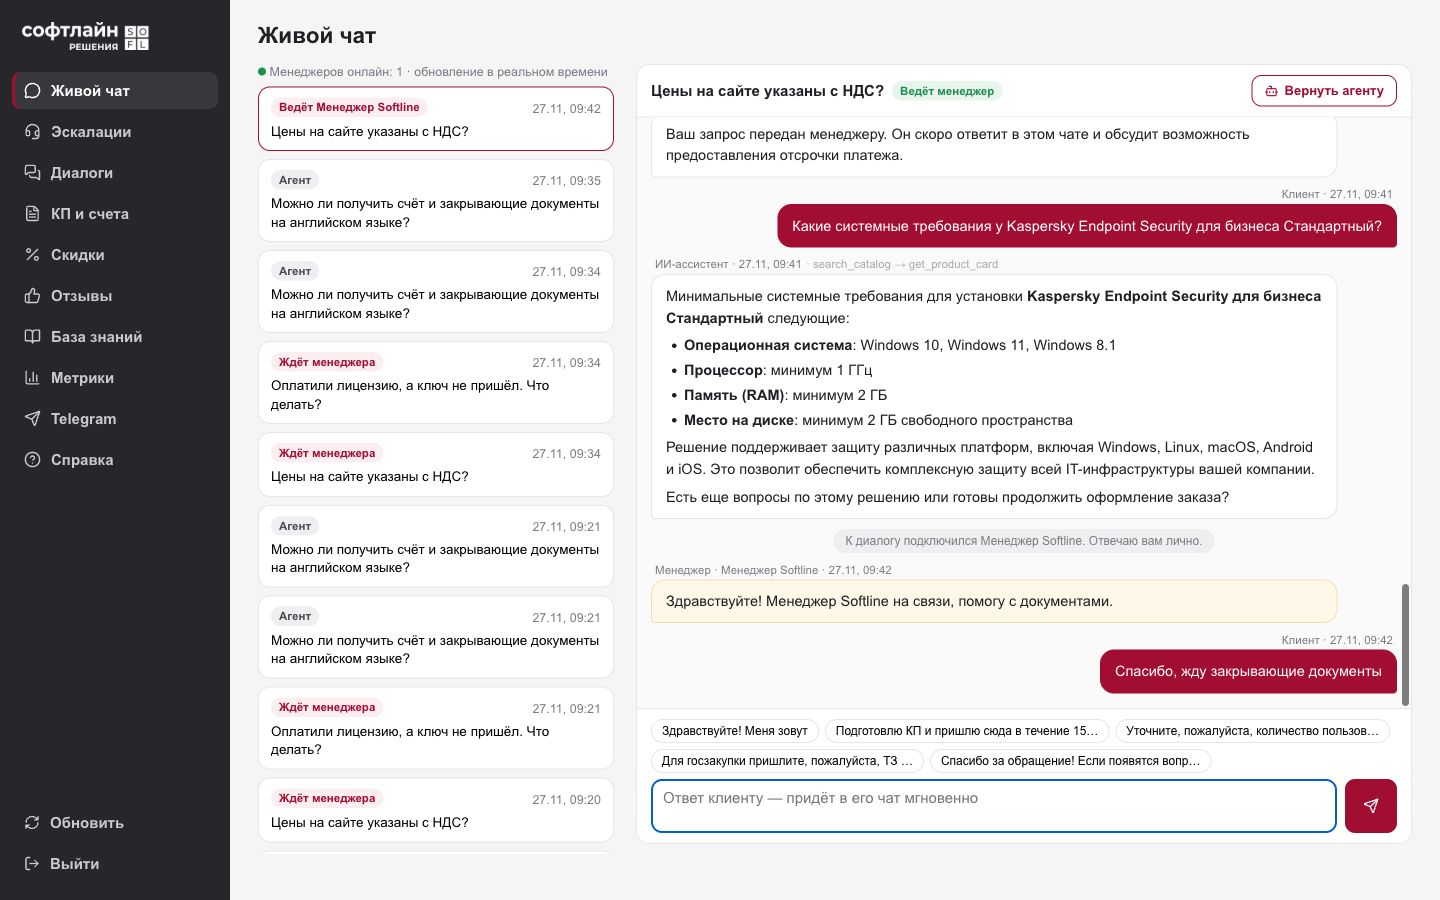 софтлайн
РЕШЕНИЯ
SO
FL
Живой чат
Эскалации
Диалоги
КП и счета
Скидки
Отзывы
База знаний
Метрики
Telegram
Справка
Обновить
Выйти
Живой чат
Менеджеров онлайн: 1 · обновление в реальном времени
Ведёт Менеджер Softline 27.11, 09:42
Цены на сайте указаны с НДС?
Агент 27.11, 09:35
Можно ли получить счёт и закрывающие документы
на английском языке?
Агент 27.11, 09:34
Можно ли получить счёт и закрывающие документы
на английском языке?
Ждёт менеджера 27.11, 09:34
Оплатили лицензию, а ключ не пришёл. Что
делать?
Ждёт менеджера 27.11, 09:34
Цены на сайте указаны с НДС?
Агент 27.11, 09:21
Можно ли получить счёт и закрывающие документы
на английском языке?
Агент 27.11, 09:21
Можно ли получить счёт и закрывающие документы
на английском языке?
Ждёт менеджера 27.11, 09:21
Оплатили лицензию, а ключ не пришёл. Что
делать?
Ждёт менеджера 27.11, 09:20
Цены на сайте указаны с НДС?
Цены на сайте указаны с НДС? Ведёт менеджер Вернуть агенту
Ваш запрос передан менеджеру. Он скоро ответит в этом чате и обсудит возможность
предоставления отсрочки платежа.
Клиент · 27.11, 09:41
Какие системные требования у Kaspersky Endpoint Security для бизнеса Стандартный?
ИИ-ассистент · 27.11, 09:41 · search_catalog → get_product_card
Минимальные системные требования для установки Kaspersky Endpoint Security для бизнеса
Стандартный следующие:
• Операционная система: Windows 10, Windows 11, Windows 8.1
• Процессор: минимум 1 ГГц
• Память (RAM): минимум 2 ГБ
• Место на диске: минимум 2 ГБ свободного пространства
Решение поддерживает защиту различных платформ, включая Windows, Linux, macOS, Android
и iOS. Это позволит обеспечить комплексную защиту всей IT-инфраструктуры вашей компании.
Есть еще вопросы по этому решению или готовы продолжить оформление заказа?
К диалогу подключился Менеджер Softline. Отвечаю вам лично.
Менеджер · Менеджер Softline · 27.11, 09:42
Здравствуйте! Менеджер Softline на связи, помогу с документами.
Клиент · 27.11, 09:42
Спасибо, жду закрывающие документы
Здравствуйте! Меня зовут Подготовлю КП и пришлю сюда в течение 15… Уточните, пожалуйста, количество пользов…
Для госзакупки пришлите, пожалуйста, ТЗ … Спасибо за обращение! Если появятся вопр…
Ответ клиенту — придёт в его чат мгновенно